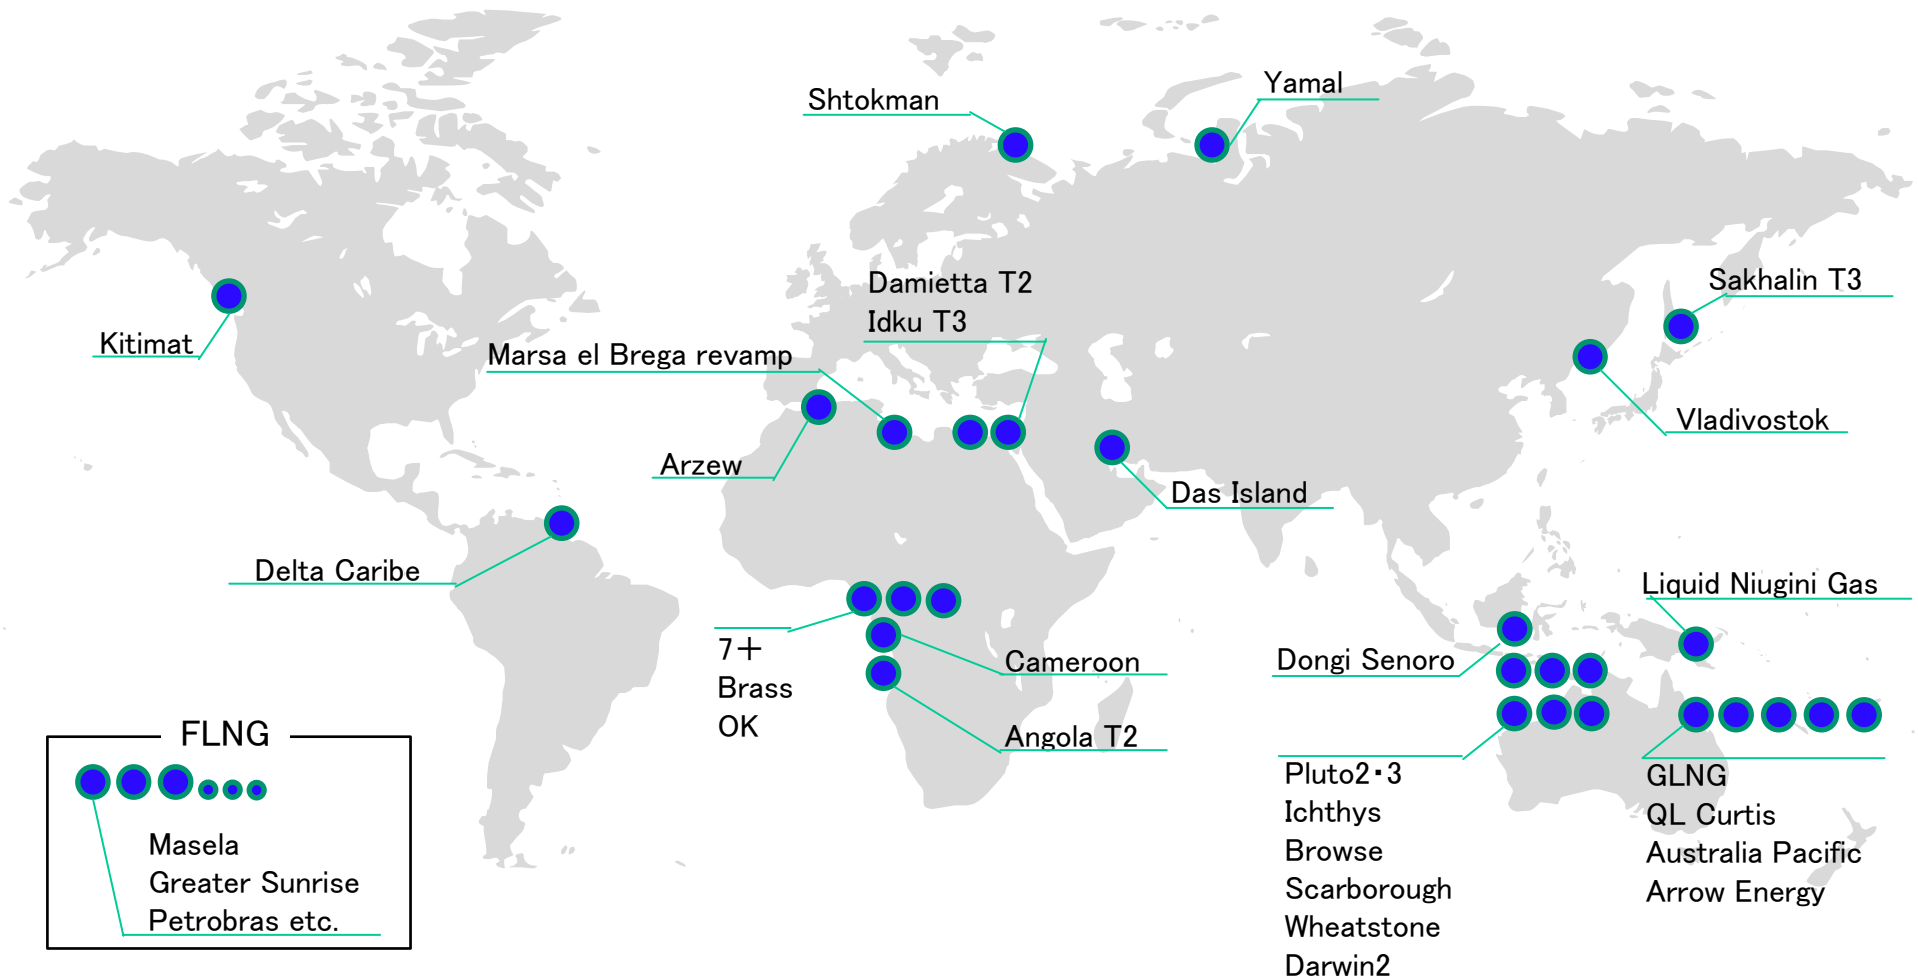 Yamal
Shtokman
Damietta T2
Idku T3
Sakhalin T3
Kitimat
Marsa el Brega revamp
Vladivostok
Arzew
Das Island
Delta Caribe
Liquid Niugini Gas
7+
Brass
OK
Cameroon
Dongi Senoro
Angola T2
FLNG
Masela
Greater Sunrise
Petrobras etc.
Pluto2・3
Ichthys
Browse
Scarborough
Wheatstone
Darwin2
GLNG
QL Curtis
Australia Pacific
Arrow Energy